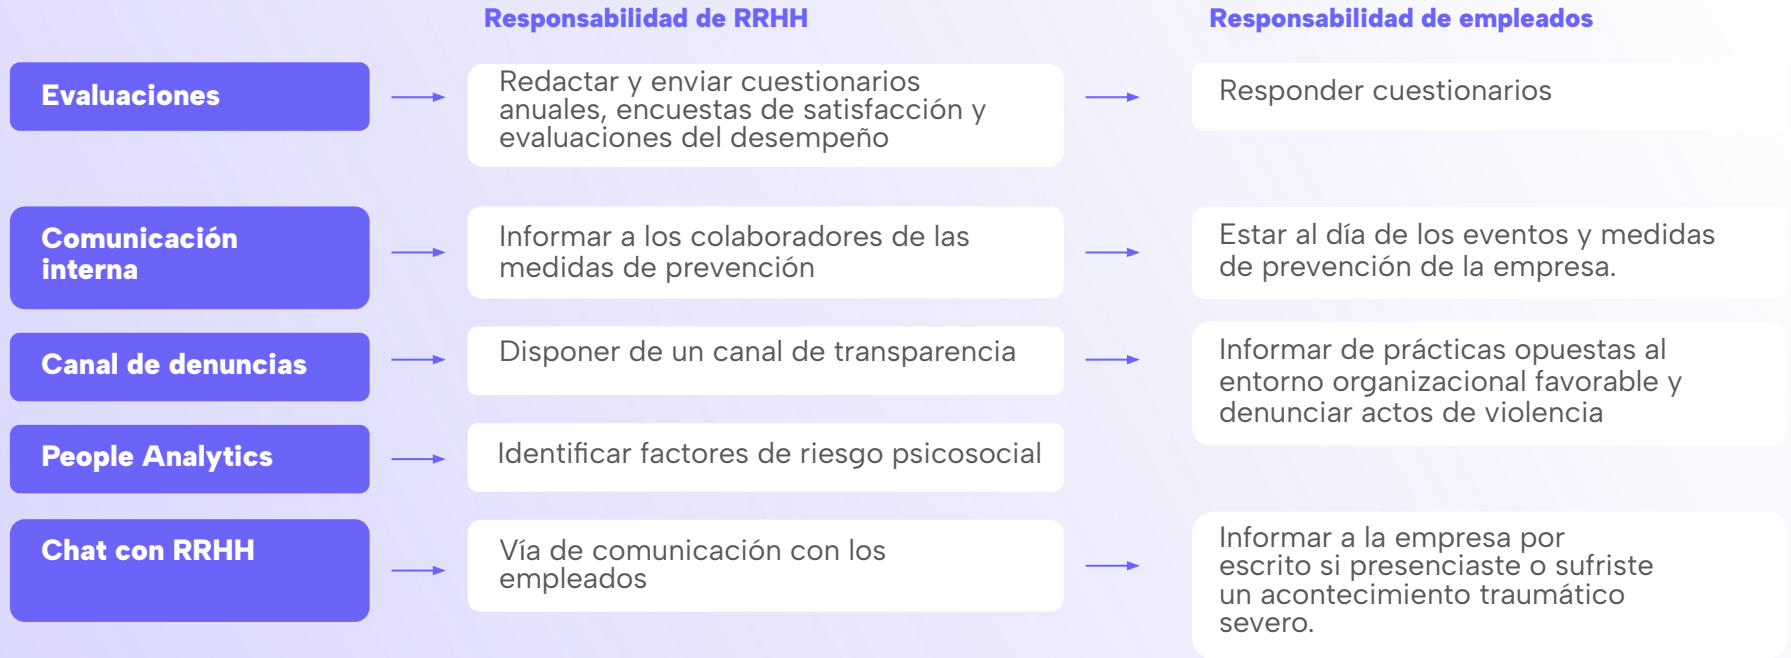 Responsabilidad de RRHH
Responsabilidad de empleados
Evaluaciones
Redactar y enviar cuestionarios
anuales, encuestas de satisfacción y
evaluaciones del desempeño
Responder cuestionarios
Comunicación
interna
Informar a los colaboradores de las
medidas de prevención
Estar al día de los eventos y medidas
de prevención de la empresa.
Canal de denuncias
Disponer de un canal de transparencia
Informar de prácticas opuestas al
entorno organizacional favorable y
denunciar actos de violencia
People Analytics
Identificar factores de riesgo psicosocial
Chat con RRHH
Vía de comunicación con los
empleados
Informar a la empresa por
escrito si presenciaste o sufriste
un acontecimiento traumático
severo.